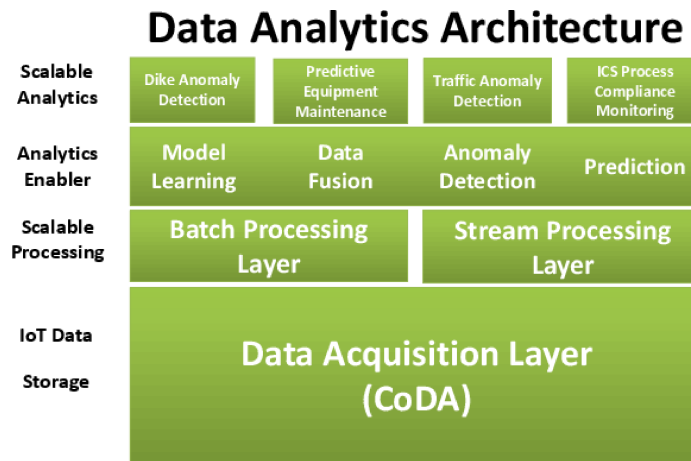 Data Analytics Architecture
Scalable
Analytics
Dike Anomaly
Detection
Predictive
Equipment
Maintenance
Traffic Anomaly
Detection
ICS Process
Compliance
Monitoring
Analytics
Enabler
Model
Learning
Data
Fusion
Anomaly
Detection
Prediction
Scalable
Processing
Batch Processing
Layer
Stream Processing
Layer
IoT Data
Storage
Data Acquisition Layer
(CoDA)